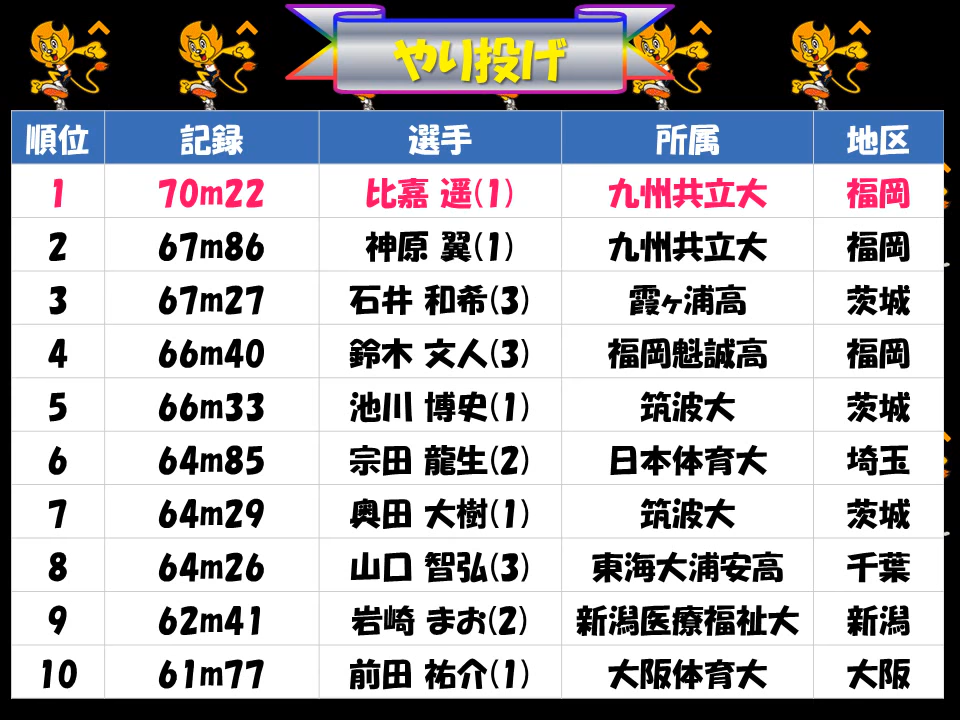 やり投げ
順位 記録 選手 所属 地区
1 70m22 比嘉 遥(1) 九州共立大 福岡
2 67m86 神原 翼(1) 九州共立大 福岡
3 67m27 石井 和希(3) 霞ヶ浦高 茨城
4 66m40 鈴木 文人(3) 福岡魁誠高 福岡
5 66m33 池川 博史(1) 筑波大 茨城
6 64m85 宗田 龍生(2) 日本体育大 埼玉
7 64m29 奥田 大樹(1) 筑波大 茨城
8 64m26 山口 智弘(3) 東海大浦安高 千葉
9 62m41 岩崎 まお(2) 新潟医療福祉大 新潟
10 61m77 前田 祐介(1) 大阪体育大 大阪